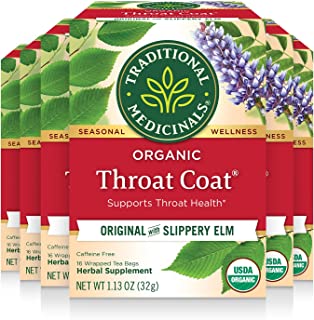 TRADITIONAL
MEDICINALS®
SEASONAL WELLNESS
ORGANIC
Throat Coat®
Supports Throat Health*
ORIGINAL with SLIPPERY ELM
Caffeine Free
16 Wrapped Tea Bags
Herbal Supplement
NET WT 1.13 OZ (32g)
USDA
ORGANIC